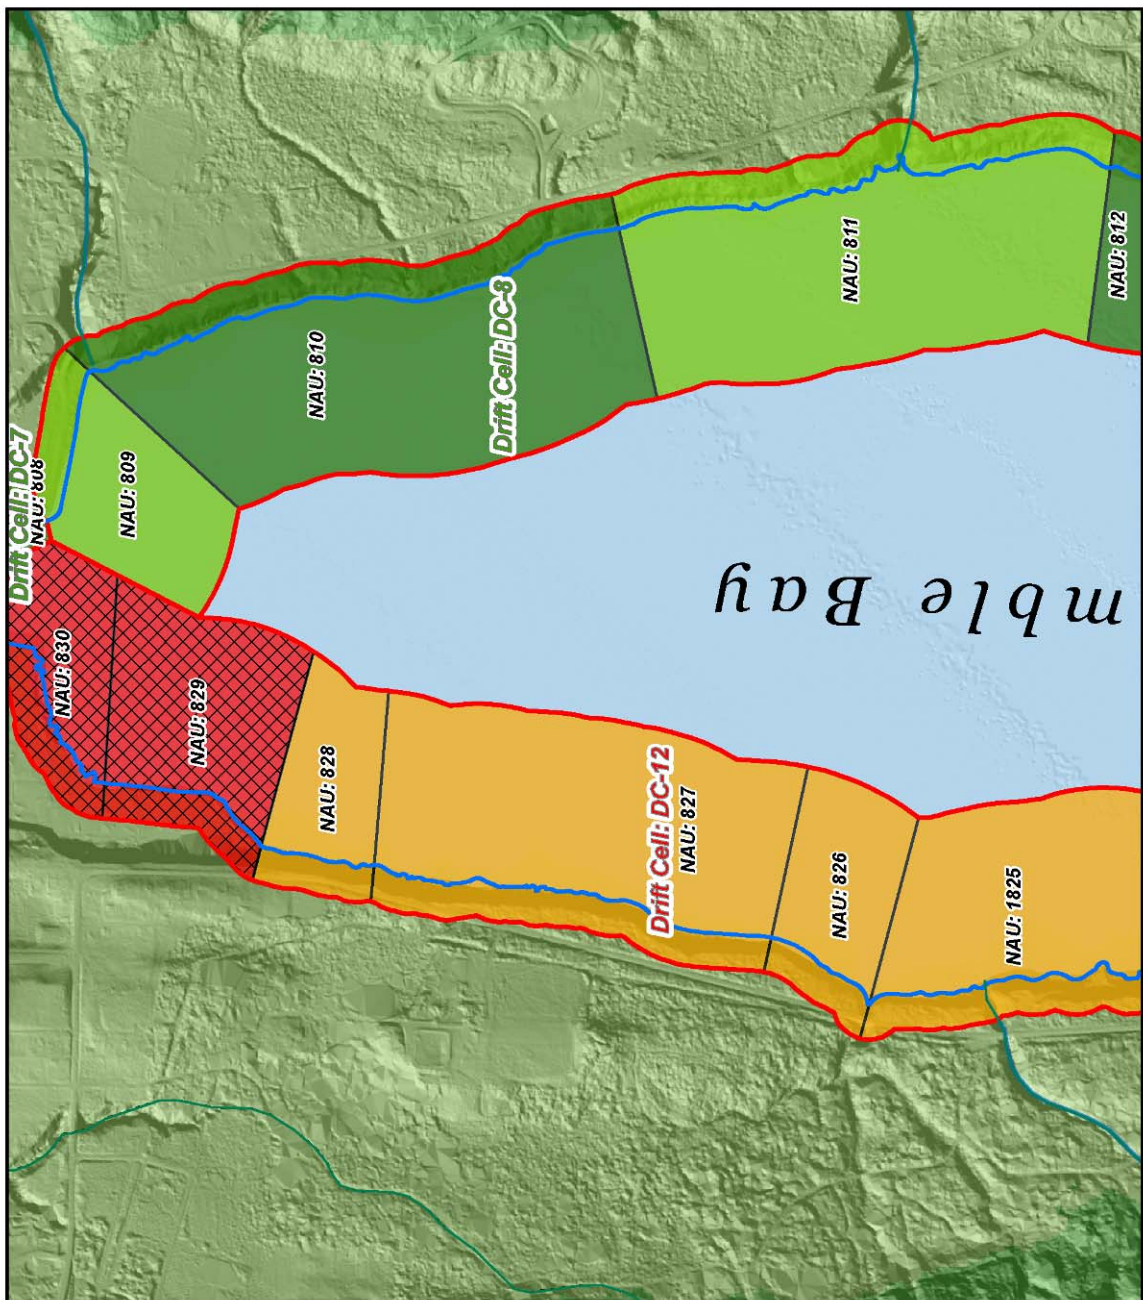 Drift Cell: DC-7
NAU: 808
NAU: 809
NAU: 810
Drift Cell: DC-8
NAU: 811
NAU: 812
NAU: 830
NAU: 829
NAU: 828
Drift Cell: DC-12
NAU: 827
NAU: 826
NAU: 1825
mble Bay